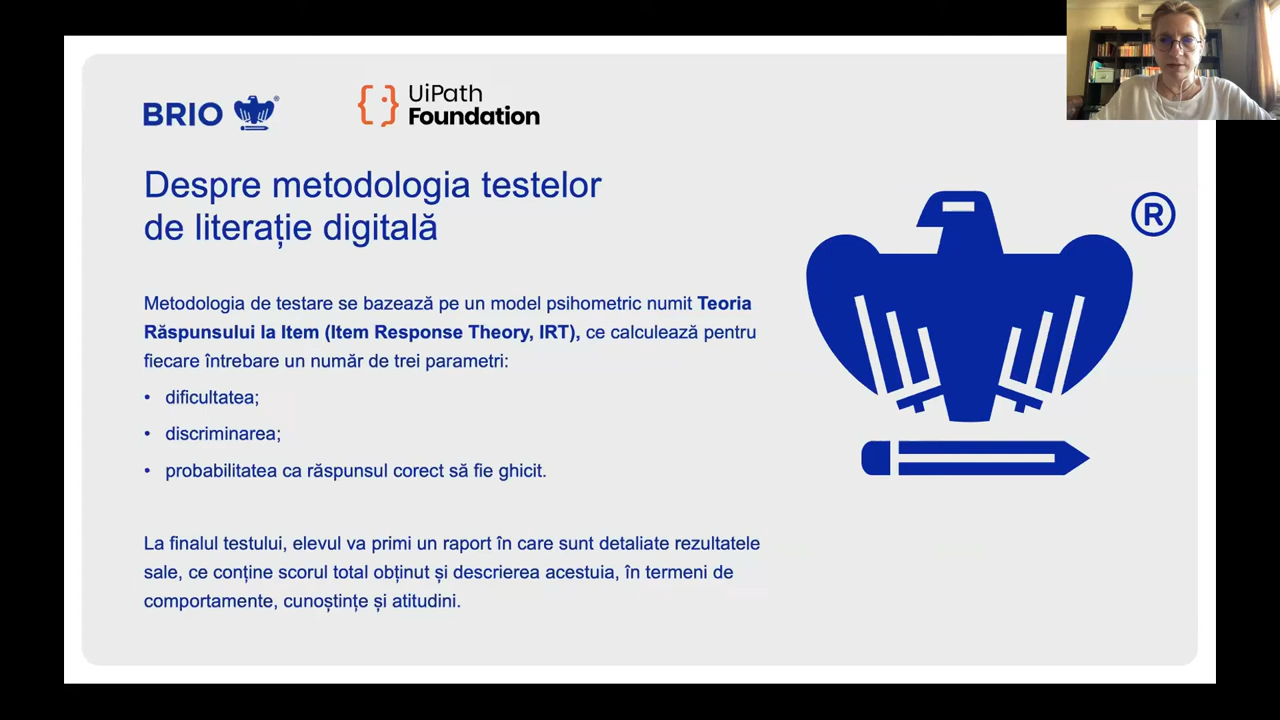 BRIO ®
UiPath
Foundation
Despre metodologia testelor
de literație digitală
®
Metodologia de testare se bazează pe un model psihometric numit Teoria
Răspunsului la Item (Item Response Theory, IRT), ce calculează pentru
fiecare întrebare un număr de trei parametri:
• dificultatea;
• discriminarea;
• probabilitatea ca răspunsul corect să fie ghicit.
La finalul testului, elevul va primi un raport în care sunt detaliate rezultatele
sale, ce conține scorul total obținut și descrierea acestuia, în termeni de
comportamente, cunoștințe și atitudini.